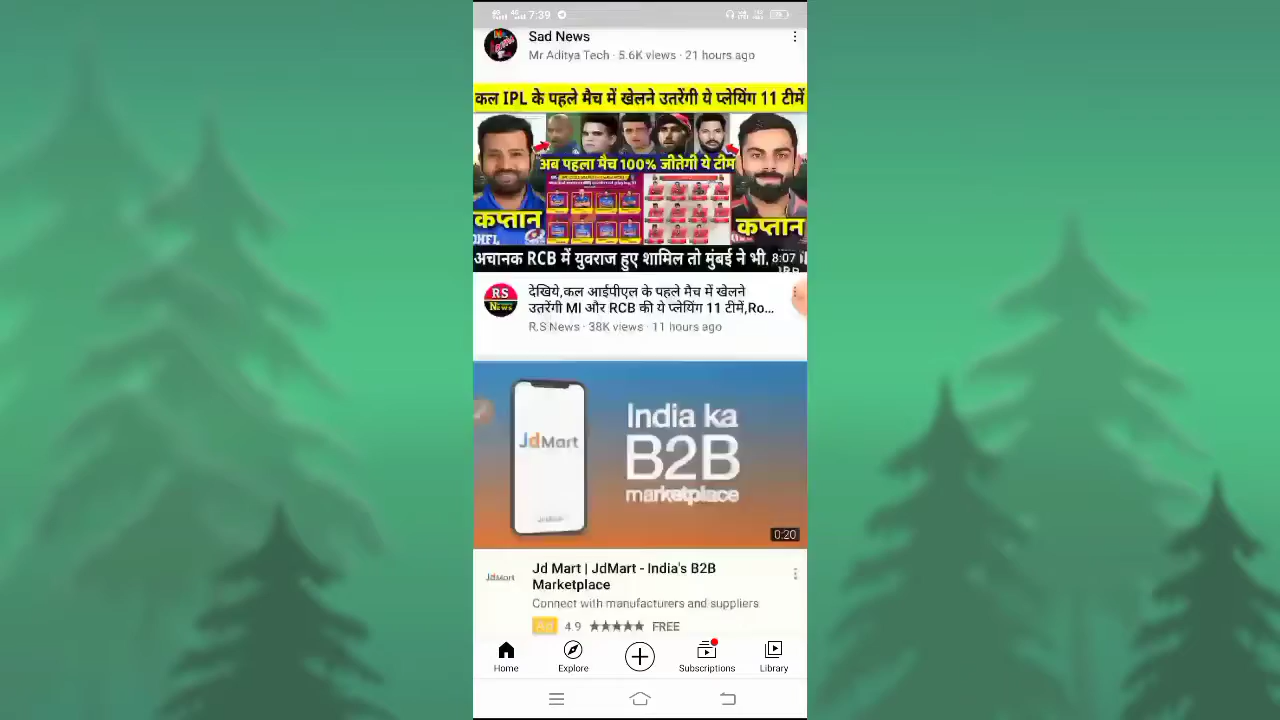 7:39
Sad News
Mr Aditya Tech · 5.6K views · 21 hours ago
कल IPL के पहले मैच में खेलने उतरेंगी ये प्लेयिंग 11 टीमें
अब पहला मैच 100% जीतेगी ये टीम
कप्तान
कप्तान
अचानक RCB में युवराज हुए शामिल तो मुंबई ने भी.
8:07
RS
News
देखिये,कल आईपीएल के पहले मैच में खेलने
उतरेंगी MI और RCB की ये प्लेयिंग 11 टीमें,Ro...
R.S News · 38K views · 11 hours ago
JdMart
India ka
B2B
marketplace
0:20
JdMart
Jd Mart | JdMart - India's B2B
Marketplace
Connect with manufacturers and suppliers
Ad 4.9 ★★★★★ FREE
Home
Explore
Subscriptions
Library